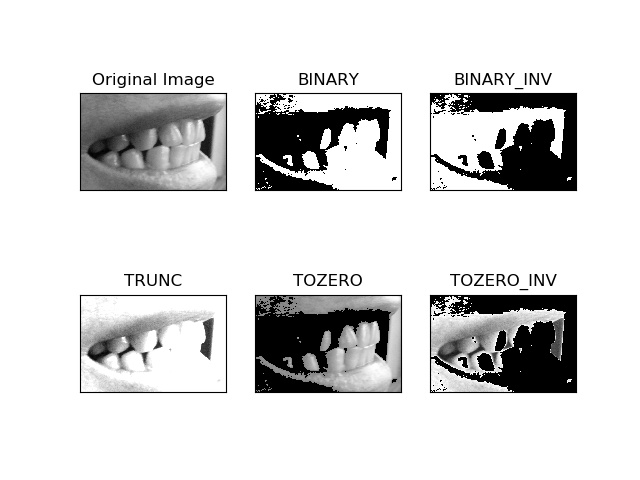 Original Image
BINARY
BINARY_INV
TRUNC
TOZERO
TOZERO_INV